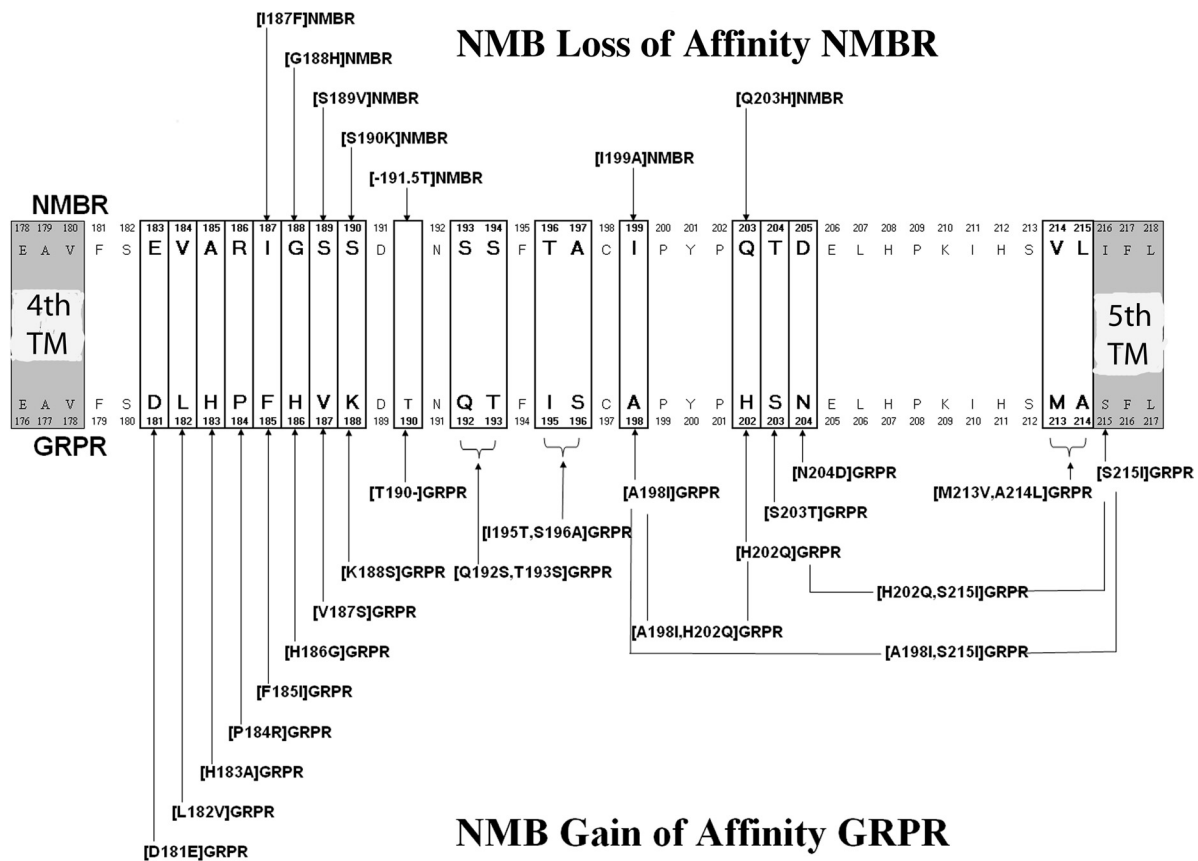 [I187F]NMBR
NMB Loss of Affinity NMBR
[G188H]NMBR
[S189V]NMBR
[Q203H]NMBR
[S190K]NMBR
[I199A]NMBR
[-191.5T]NMBR
NMBR
178 179 180 181 182 183 184 185 186 187 188 189 190 191 192 193 194 195 196 197 198 199 200 201 202 203 204 205 206 207 208 209 210 211 212 213 214 215 216 217 218
E A V F S E V A R I G S S D N S S F T A C I P Y P Q T D E L H P K I H S V L I F L
4th TM
5th TM
E A V F S D L H P F H V K D T N Q T F I S C A P Y P H S N E L H P K I H S M A S F L
176 177 178 179 180 181 182 183 184 185 186 187 188 189 190 191 192 193 194 195 196 197 198 199 200 201 202 203 204 205 206 207 208 209 210 211 212 213 214 215 216 217
GRPR
[N204D]GRPR
[S215I]GRPR
[T190-]GRPR
[A198I]GRPR
[M213V,A214L]GRPR
[S203T]GRPR
[I195T,S196A]GRPR
[H202Q]GRPR
[K188S]GRPR
[Q192S,T193S]GRPR
[H202Q,S215I]GRPR
[V187S]GRPR
[A198I,H202Q]GRPR
[H186G]GRPR
[A198I,S215I]GRPR
[F185I]GRPR
[P184R]GRPR
[H183A]GRPR
[L182V]GRPR
NMB Gain of Affinity GRPR
[D181E]GRPR